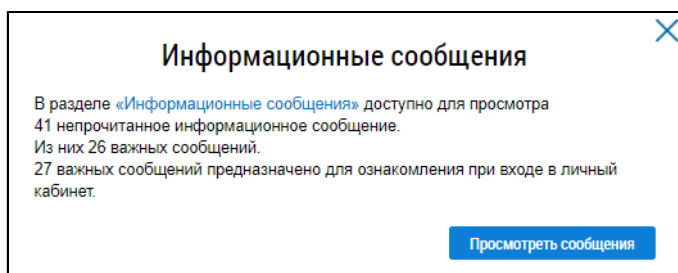 Информационные сообщения
В разделе «Информационные сообщения» доступно для просмотра
41 непрочитанное информационное сообщение.
Из них 26 важных сообщений.
27 важных сообщений предназначено для ознакомления при входе в личный
кабинет.
Просмотреть сообщения